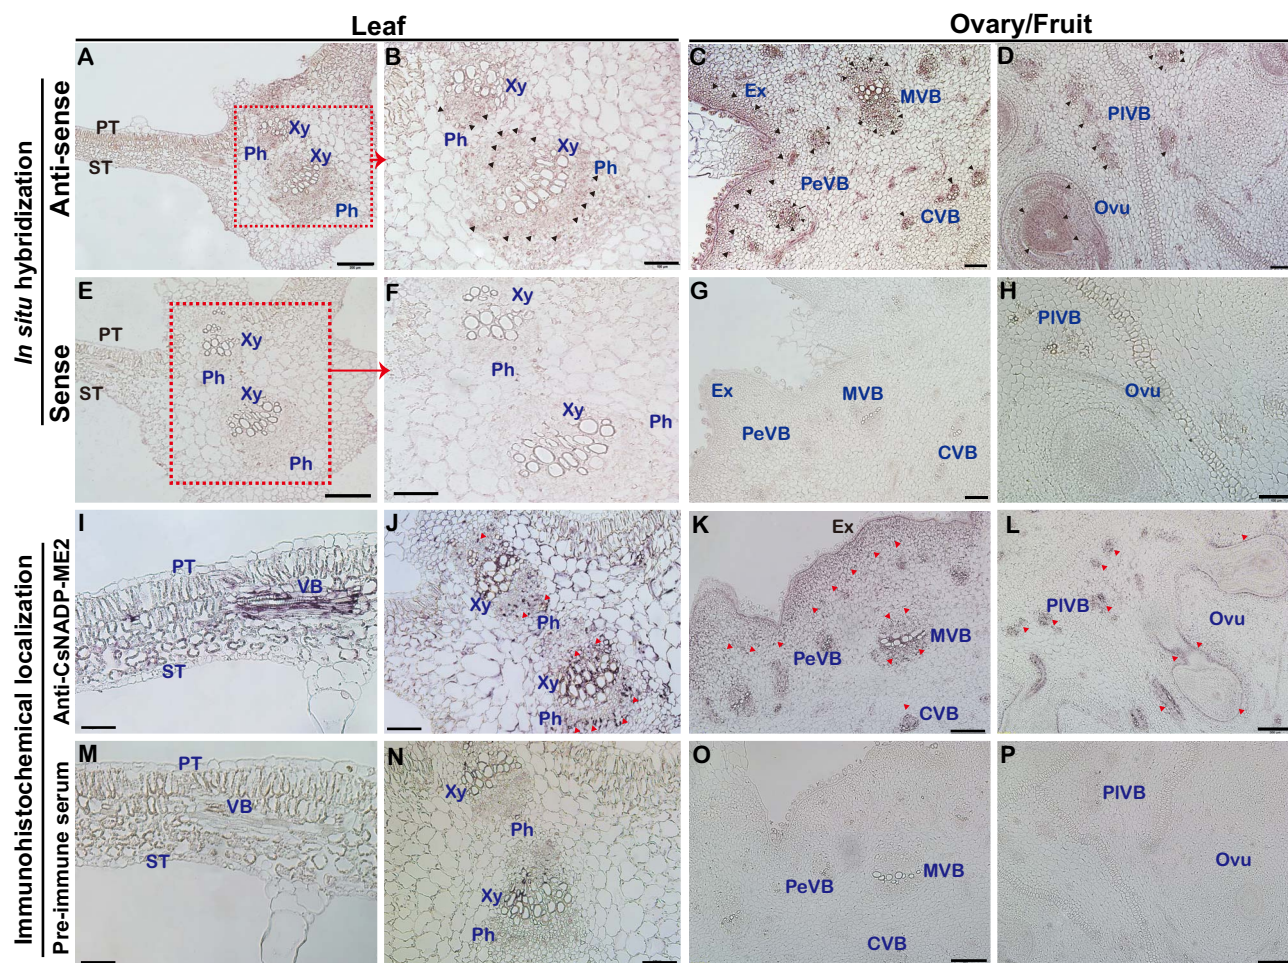 Leaf
Ovary/Fruit
In situ hybridization
Anti-sense
A
PT
ST
Xy
Ph
Xy
Ph
B
Xy
Ph
Xy
Ph
C
Ex
MVB
PeVB
CVB
D
PlVB
Ovu
Sense
E
PT
ST
Xy
Ph
Xy
Ph
F
Xy
Ph
Xy
Ph
G
Ex
MVB
PeVB
CVB
H
PlVB
Ovu
Immunohistochemical localization
Anti-CsNADP-ME2
I
PT
VB
ST
J
Xy
Ph
Xy
Ph
K
Ex
MVB
PeVB
CVB
L
PlVB
Ovu
Pre-immune serum
M
PT
VB
ST
N
Xy
Ph
Xy
Ph
O
PeVB
MVB
CVB
P
PlVB
Ovu